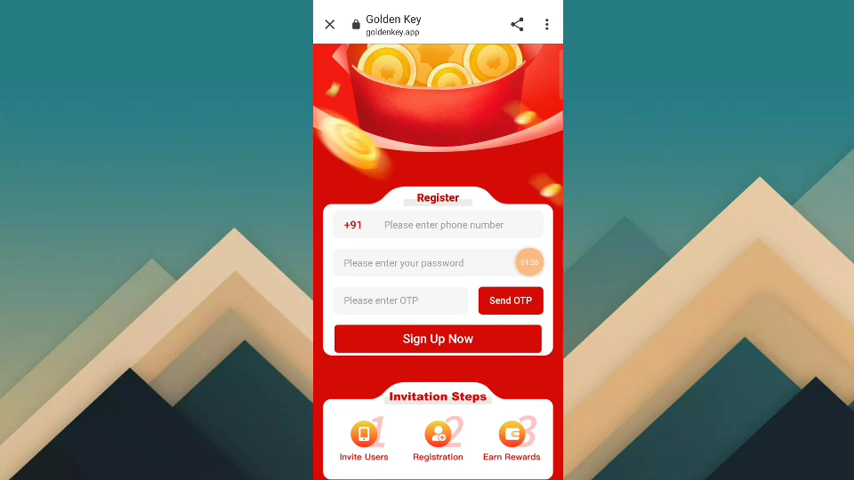 Golden Key
goldenkey.app
Register
+91 Please enter phone number
Please enter your password 01:26
Please enter OTP Send OTP
Sign Up Now
Invitation Steps
1 2 3
Invite Users Registration Earn Rewards